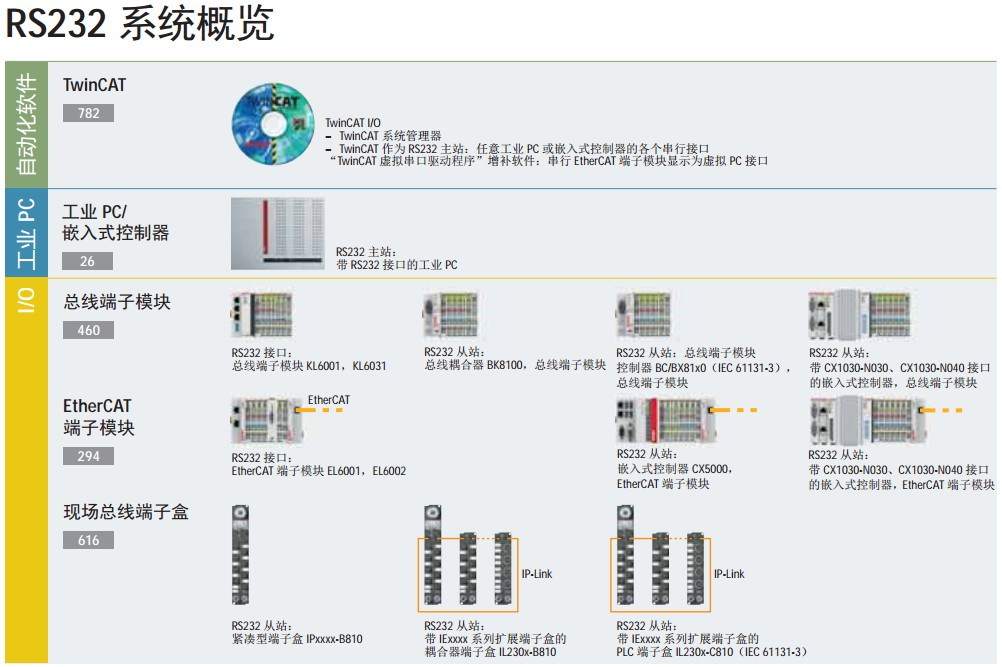 RS232 系统概览
自动化软件
TwinCAT
782
TwinCAT
TwinCAT I/O
– TwinCAT 系统管理器
– TwinCAT 作为 RS232 主站：任意工业 PC 或嵌入式控制器的各个串行接口
“TwinCAT 虚拟串口驱动程序”增补软件：串行 EtherCAT 端子模块显示为虚拟 PC 接口
工业 PC
工业 PC/
嵌入式控制器
26
RS232 主站：
带 RS232 接口的工业 PC
I/O
总线端子模块
460
RS232 接口：
总线端子模块 KL6001，KL6031
RS232 从站：
总线耦合器 BK8100，总线端子模块
RS232 从站：总线端子模块
控制器 BC/BX81x0（IEC 61131-3），
总线端子模块
RS232 从站：
带 CX1030-N030、CX1030-N040 接口
的嵌入式控制器，总线端子模块
EtherCAT
端子模块
294
EtherCAT
RS232 接口：
EtherCAT 端子模块 EL6001，EL6002
RS232 从站：
嵌入式控制器 CX5000，
EtherCAT 端子模块
RS232 从站：
带 CX1030-N030、CX1030-N040 接口
的嵌入式控制器，EtherCAT 端子模块
现场总线端子盒
616
IP-Link
IP-Link
RS232 从站：
紧凑型端子盒 IPxxxx-B810
RS232 从站：
带 IExxxx 系列扩展端子盒的
耦合器端子盒 IL230x-B810
RS232 从站：
带 IExxxx 系列扩展端子盒的
PLC 端子盒 IL230x-C810（IEC 61131-3）